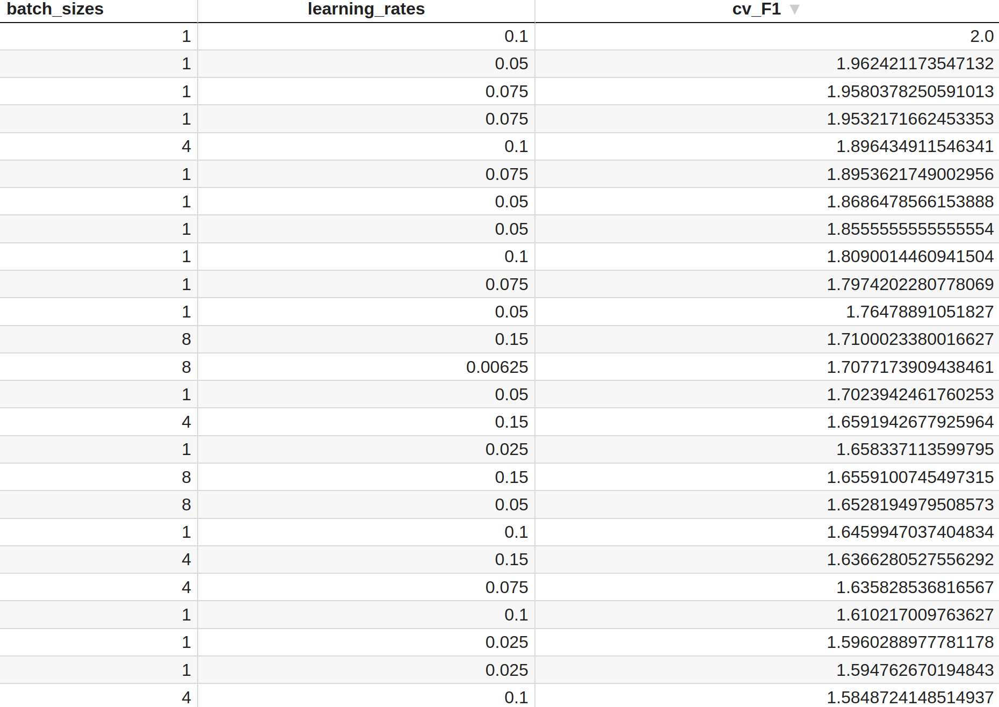 batch_sizes learning_rates cv_F1 ▼
1 0.1 2.0
1 0.05 1.962421173547132
1 0.075 1.9580378250591013
1 0.075 1.9532171662453353
4 0.1 1.896434911546341
1 0.075 1.8953621749002956
1 0.05 1.8686478566153888
1 0.05 1.8555555555555554
1 0.1 1.8090014460941504
1 0.075 1.7974202280778069
1 0.05 1.76478891051827
8 0.15 1.7100023380016627
8 0.00625 1.7077173909438461
1 0.05 1.7023942461760253
4 0.15 1.6591942677925964
1 0.025 1.658337113599795
8 0.15 1.6559100745497315
8 0.05 1.6528194979508573
1 0.1 1.6459947037404834
4 0.15 1.6366280527556292
4 0.075 1.635828536816567
1 0.1 1.610217009763627
1 0.025 1.5960288977781178
1 0.025 1.594762670194843
4 0.1 1.5848724148514937